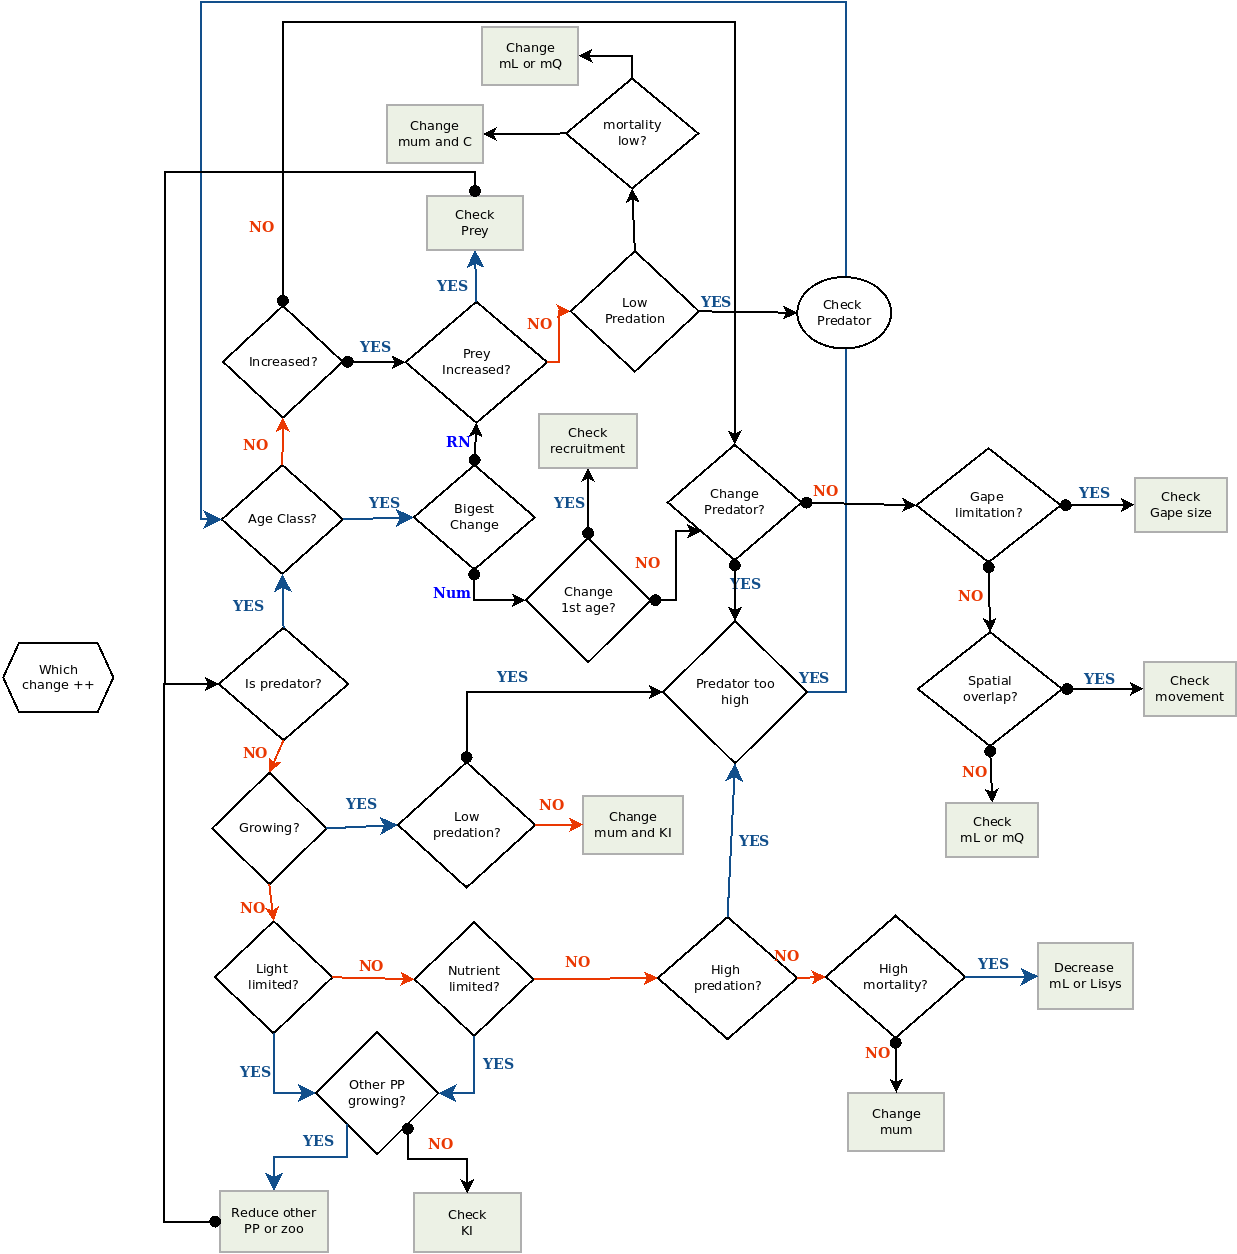 Change
mL or mQ
Change
mum and C
mortality
low?
NO
Check
Prey
YES
Low
Predation
YES
Check
Predator
NO
Increased?
YES
Prey
Increased?
NO
RN
Check
recruitment
Age Class?
YES
Bigest
Change
YES
Change
Predator?
NO
Gape
limitation?
YES
Check
Gape size
NO
YES
Num
Change
1st age?
YES
NO
Which
change ++
Is predator?
YES
Predator too
high
YES
Spatial
overlap?
YES
Check
movement
NO
NO
Check
mL or mQ
Growing?
YES
Low
predation?
NO
Change
mum and KI
YES
NO
Light
limited?
NO
Nutrient
limited?
NO
High
predation?
NO
High
mortality?
YES
Decrease
mL or Lisys
NO
YES
YES
Other PP
growing?
Change
mum
YES
NO
Reduce other
PP or zoo
Check
KI